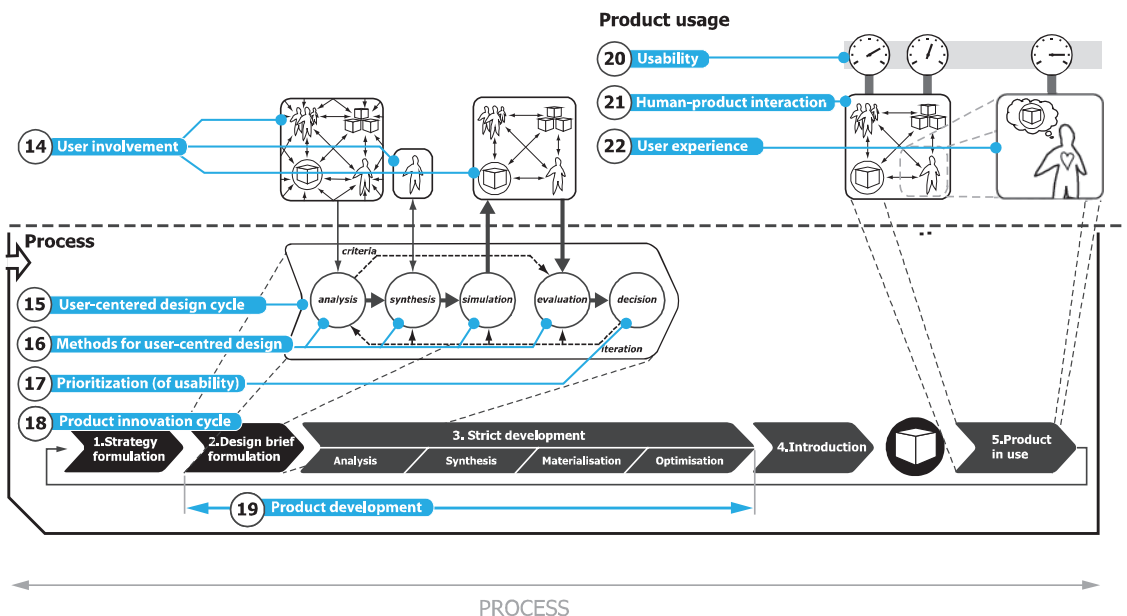 Product usage
20 Usability
21 Human-product interaction
22 User experience
14 User involvement
Process
criteria
analysis
synthesis
simulation
evaluation
decision
iteration
15 User-centered design cycle
16 Methods for user-centred design
17 Prioritization (of usability)
18 Product innovation cycle
1.Strategy
formulation
2.Design brief
formulation
3. Strict development
Analysis
Synthesis
Materialisation
Optimisation
4.Introduction
5.Product
in use
19 Product development
PROCESS